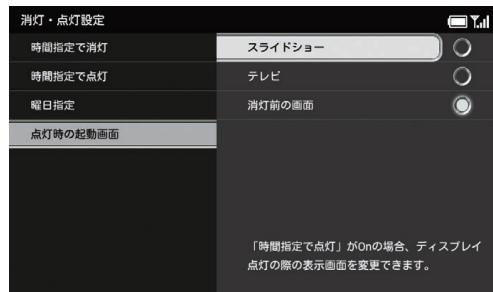 消灯・点灯設定
時間指定で消灯
スライドショー
時間指定で点灯
テレビ
曜日指定
消灯前の画面
点灯時の起動画面
「時間指定で点灯」がOnの場合、ディスプレイ
点灯の際の表示画面を変更できます。